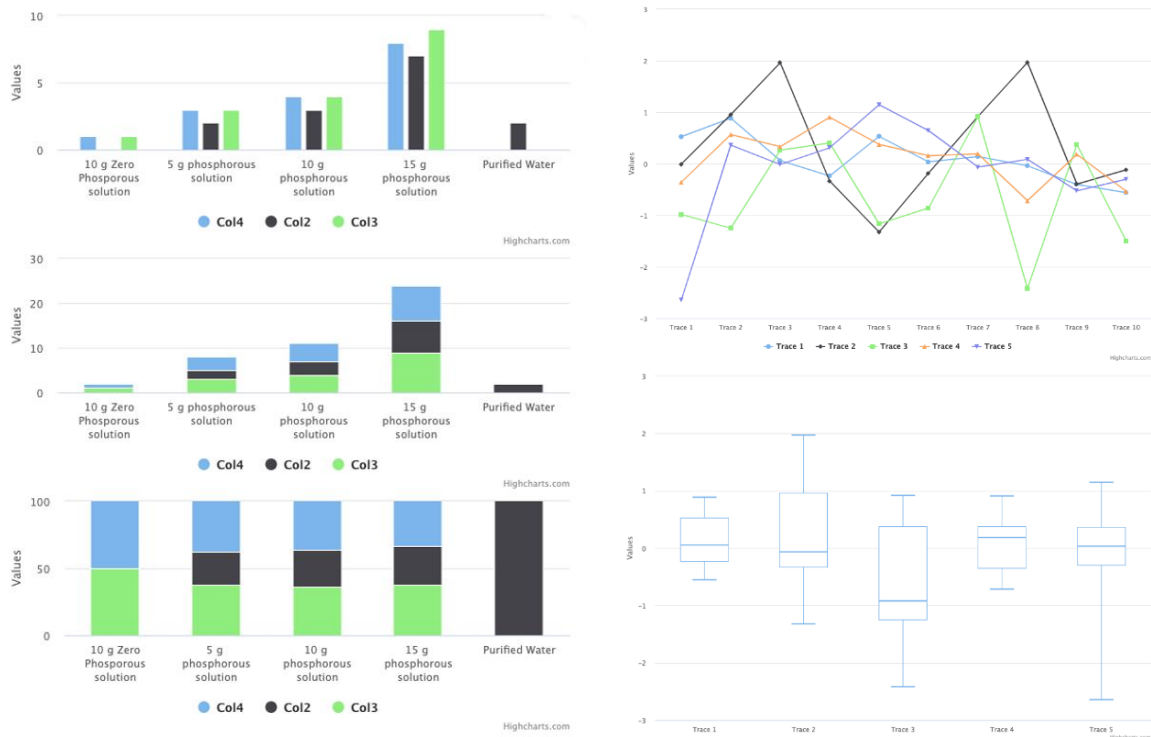 10
5
0
Values
10 g Zero
Phosporous
solution
5 g phosphorous
solution
10 g
phosphorous
solution
15 g
phosphorous
solution
Purified Water
Col4 Col2 Col3
Highcharts.com
30
20
10
0
Values
10 g Zero
Phosporous
solution
5 g phosphorous
solution
10 g
phosphorous
solution
15 g
phosphorous
solution
Purified Water
Col4 Col2 Col3
Highcharts.com
100
50
0
Values
10 g Zero
Phosporous
solution
5 g
phosphorous
solution
10 g
phosphorous
solution
15 g
phosphorous
solution
Purified Water
Col4 Col2 Col3
Highcharts.com
3
2
1
0
-1
-2
-3
Values
Trace 1 Trace 2 Trace 3 Trace 4 Trace 5 Trace 6 Trace 7 Trace 8 Trace 9 Trace 10
Trace 1 Trace 2 Trace 3 Trace 4 Trace 5
Highcharts.com
3
2
1
0
-1
-2
-3
Values
Trace 1 Trace 2 Trace 3 Trace 4 Trace 5
Highcharts.com